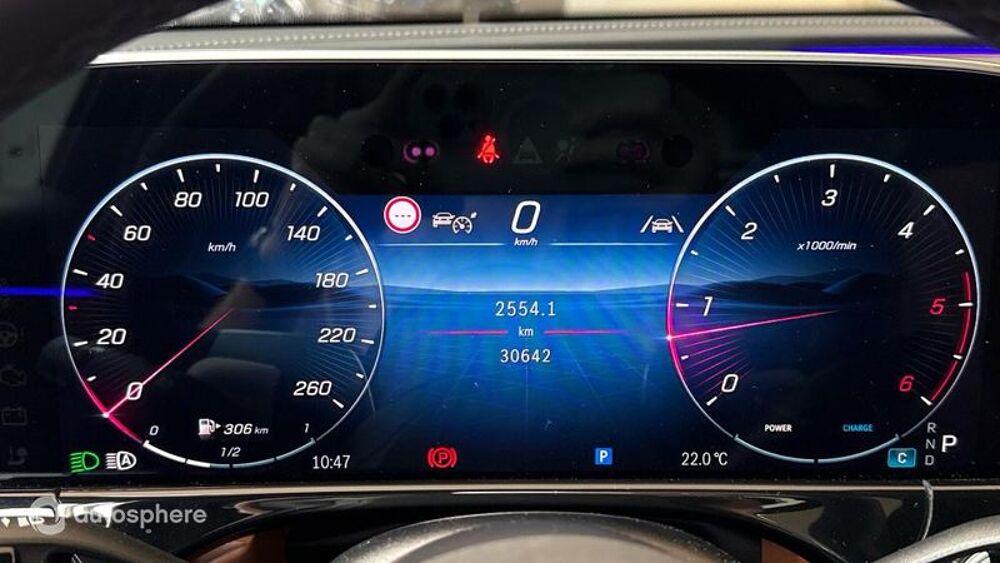 80 100
60 140
40 180
20 220
0 260
km/h
0 306 km 1
1/2
10:47
---
0
km/h
2554.1
km
30642
P
P
22.0°C
3
2 4
x1000/min
1 5
0 6
POWER CHARGE
C
R
N P
D
A
autosphere